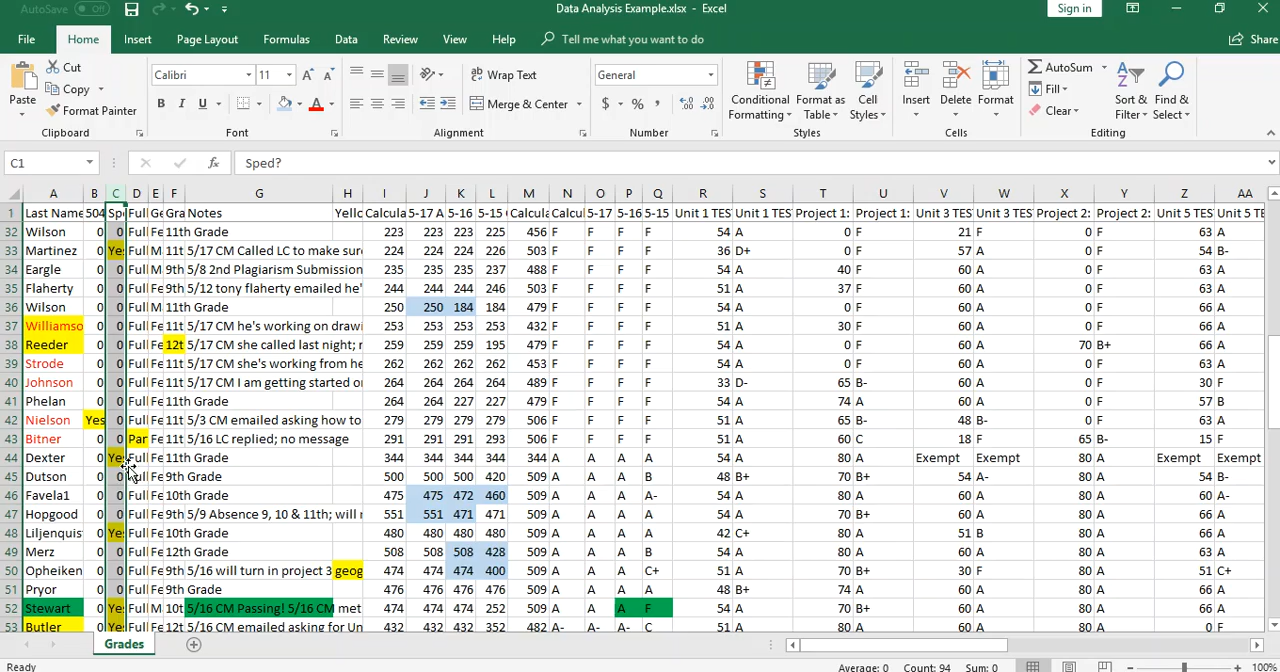 AutoSave Off Data Analysis Example.xlsx - Excel Sign in
File Home Insert Page Layout Formulas Data Review View Help Tell me what you want to do Share
Paste Cut Copy Format Painter Clipboard
Calibri 11 A A B I U A Font
Wrap Text Merge & Center Alignment
General $ % , Number
Conditional Formatting Format as Table Cell Styles Styles
Insert Delete Format Cells
AutoSum Fill Clear Sort & Filter Find & Select Editing
C1 fx Sped?
A B C D E F G H I J K L M N O P Q R S T U V W X Y Z AA
1 Last Name 504 Spe Full Ge Gra Notes Yello Calcula 5-17 A 5-16 5-15 Calcula Calcul 5-17 5-16 5-15 Unit 1 TES Unit 1 TES Project 1: Project 1: Unit 3 TES Unit 3 TES Project 2: Project 2: Unit 5 TES Unit 5 TE
32 Wilson 0 0 Full Fe 11th Grade 223 223 223 225 456 F F F F 54 A 0 F 21 F 0 F 63 A
33 Martinez 0 Yes Full M 11t 5/17 CM Called LC to make sur 224 224 224 226 503 F F F F 36 D+ 0 F 57 A 0 F 54 B-
34 Eargle 0 0 Full M 9th 5/8 2nd Plagiarism Submission 235 235 235 237 488 F F F F 54 A 40 F 60 A 0 F 63 A
35 Flaherty 0 0 Full Fe 11t 5/12 tony flaherty emailed he' 244 244 244 246 503 F F F F 51 A 37 F 60 A 0 F 63 A
36 Wilson 0 0 Full M 11th Grade 250 250 184 184 479 F F F F 51 A 0 F 60 A 0 F 66 A
37 Williamso 0 0 Full Fe 11t 5/17 CM he's working on drawi 253 253 253 253 432 F F F F 51 A 30 F 60 A 0 F 66 A
38 Reeder 0 0 Full Fe 12t 5/17 CM she called last night; r 259 259 259 195 479 F F F F 54 A 0 F 60 A 70 B+ 66 A
39 Strode 0 0 Full Fe 11t 5/17 CM she's working from he 262 262 262 262 453 F F F F 54 A 0 F 60 A 0 F 63 A
40 Johnson 0 0 Full M 11t 5/17 CM I am getting started or 264 264 264 264 489 F F F F 33 D- 65 B- 60 A 0 F 30 F
41 Phelan 0 0 Full Fe 11th Grade 264 264 227 227 479 F F F F 54 A 74 A 60 A 0 F 57 B
42 Nielson Yes 0 Full Fe 11t 5/3 CM emailed asking how to 279 279 279 279 506 F F F F 51 A 65 B- 48 B- 0 F 63 A
43 Bitner 0 0 Par Fe 11t 5/16 LC replied; no message 291 291 291 293 506 F F F F 51 A 60 C 18 F 65 B- 15 F
44 Dexter 0 Yes Full Fe 11th Grade 344 344 344 344 344 A A A A 54 A 80 A Exempt Exempt 80 A Exempt Exempt
45 Dutson 0 0 Full Fe 9th Grade 500 500 500 420 509 A A A B 48 B+ 70 B+ 54 A- 80 A 54 B-
46 Favela1 0 0 Full Fe 10th Grade 475 475 472 460 509 A A A A- 54 A 80 A 60 A 80 A 60 A-
47 Hopgood 0 0 Full Fe 9th 5/9 Absence 9, 10 & 11th; will r 551 551 471 471 509 A A A A 54 A 70 B+ 60 A 80 A 66 A
48 Liljenquis 0 Yes Full Fe 10th Grade 480 480 480 480 509 A A A A 42 C+ 80 A 51 B 80 A 66 A
49 Merz 0 0 Full Fe 12th Grade 508 508 508 428 509 A A A B 54 A 80 A 60 A 80 A 63 A
50 Opheiken 0 0 Full Fe 9th 5/16 will turn in project 3 geog 474 474 474 400 509 A A A C+ 51 A 70 B+ 30 F 80 A 51 C+
51 Pryor 0 0 Full Fe 9th Grade 476 476 476 476 509 A A A A 48 B+ 74 A 60 A 80 A 66 A
52 Stewart 0 Yes Full M 10t 5/16 CM Passing! 5/16 CM met 474 474 474 252 509 A A A F 54 A 70 B+ 60 A 80 A 66 A
53 Butler 0 Yes Full Fe 12t 5/16 CM emailed asking for Un 432 432 432 352 482 A- A- A- C 51 A 80 A 60 A 80 A 0 F
Grades
Ready Average: 0 Count: 94 Sum: 0 100%